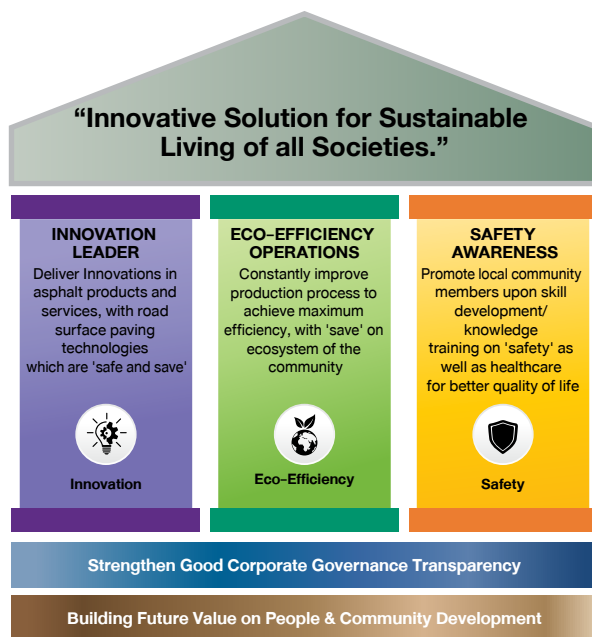 “Innovative Solution for Sustainable
Living of all Societies.”
INNOVATION
LEADER
Deliver Innovations in
asphalt products and
services, with road
surface paving
technologies
which are 'safe and save'
Innovation
ECO–EFFICIENCY
OPERATIONS
Constantly improve
production process to
achieve maximum
efficiency, with 'save' on
ecosystem of the
community
Eco–Efficiency
SAFETY
AWARENESS
Promote local community
members upon skill
development/
knowledge
training on 'safety' as
well as healthcare
for better quality of life
Safety
Strengthen Good Corporate Governance Transparency
Building Future Value on People & Community Development